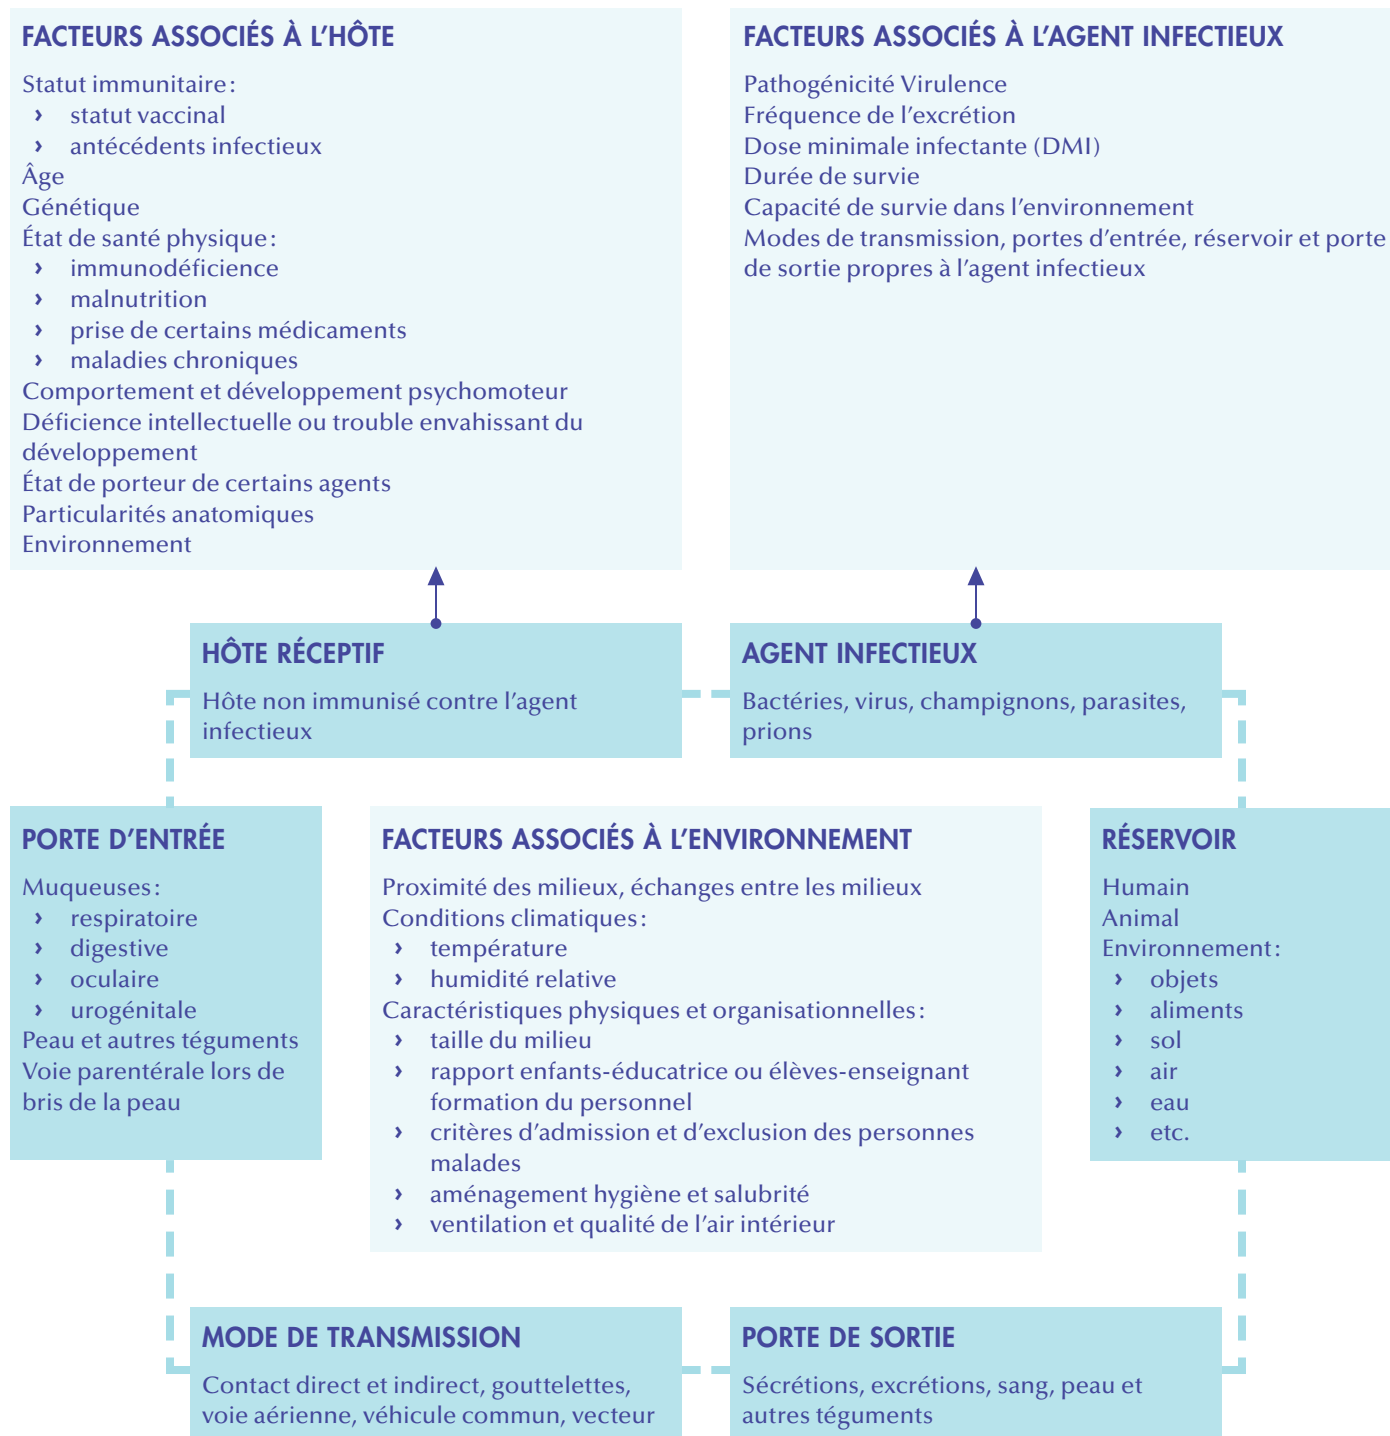 FACTEURS ASSOCIÉS À L’HÔTE
Statut immunitaire :
› statut vaccinal
› antécédents infectieux
Âge
Génétique
État de santé physique :
› immunodéficience
› malnutrition
› prise de certains médicaments
› maladies chroniques
Comportement et développement psychomoteur
Déficience intellectuelle ou trouble envahissant du
développement
État de porteur de certains agents
Particularités anatomiques
Environnement
FACTEURS ASSOCIÉS À L’AGENT INFECTIEUX
Pathogénicité Virulence
Fréquence de l’excrétion
Dose minimale infectante (DMI)
Durée de survie
Capacité de survie dans l’environnement
Modes de transmission, portes d’entrée, réservoir et porte
de sortie propres à l’agent infectieux
HÔTE RÉCEPTIF
Hôte non immunisé contre l’agent
infectieux
AGENT INFECTIEUX
Bactéries, virus, champignons, parasites,
prions
PORTE D’ENTRÉE
Muqueuses :
› respiratoire
› digestive
› oculaire
› urogénitale
Peau et autres téguments
Voie parentérale lors de
bris de la peau
FACTEURS ASSOCIÉS À L’ENVIRONNEMENT
Proximité des milieux, échanges entre les milieux
Conditions climatiques :
› température
› humidité relative
Caractéristiques physiques et organisationnelles :
› taille du milieu
› rapport enfants-éducatrice ou élèves-enseignant
formation du personnel
› critères d’admission et d’exclusion des personnes
malades
› aménagement hygiène et salubrité
› ventilation et qualité de l’air intérieur
RÉSERVOIR
Humain
Animal
Environnement :
› objets
› aliments
› sol
› air
› eau
› etc.
MODE DE TRANSMISSION
Contact direct et indirect, gouttelettes,
voie aérienne, véhicule commun, vecteur
PORTE DE SORTIE
Sécrétions, excrétions, sang, peau et
autres téguments